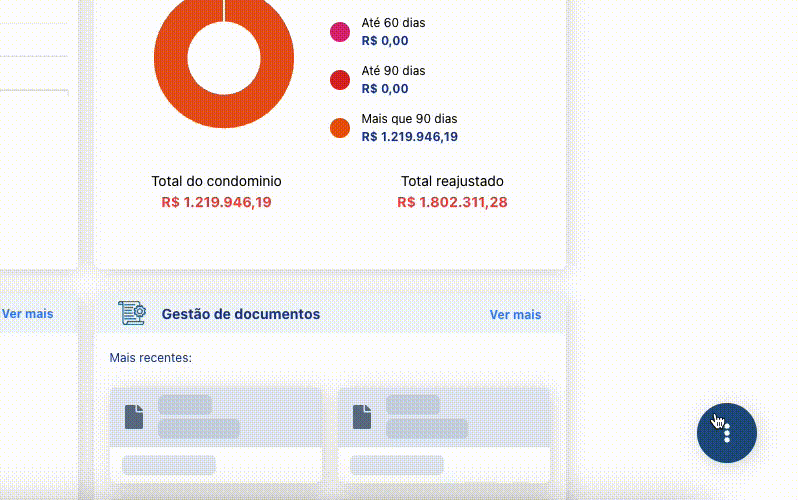 Até 60 dias
R$ 0,00
Até 90 dias
R$ 0,00
Mais que 90 dias
R$ 1.219.946,19
Total do condominio
R$ 1.219.946,19
Total reajustado
R$ 1.802.311,28
Ver mais
Gestão de documentos
Ver mais
Mais recentes: